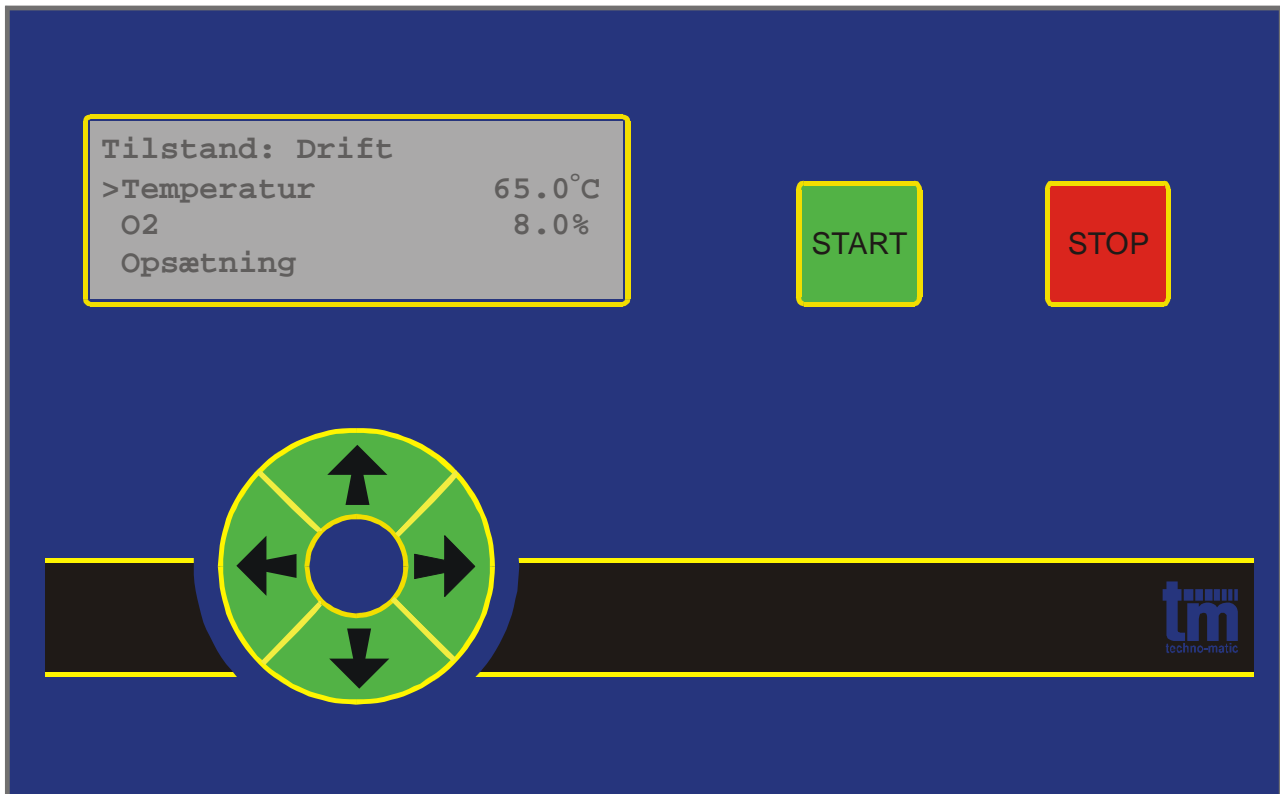 Tilstand: Drift
>Temperatur 65.0°C
O2 8.0%
Opsætning
START
STOP
tm
techno-matic